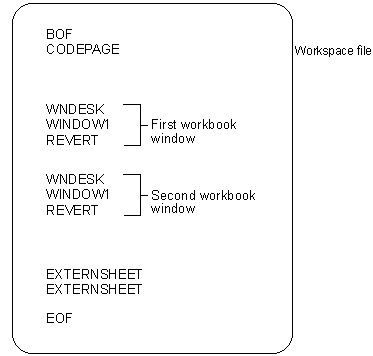 BOF
CODEPAGE
Workspace file
WNDESK
WINDOW1
REVERT
First workbook
window
WNDESK
WINDOW1
REVERT
Second workbook
window
EXTERNSHEET
EXTERNSHEET
EOF